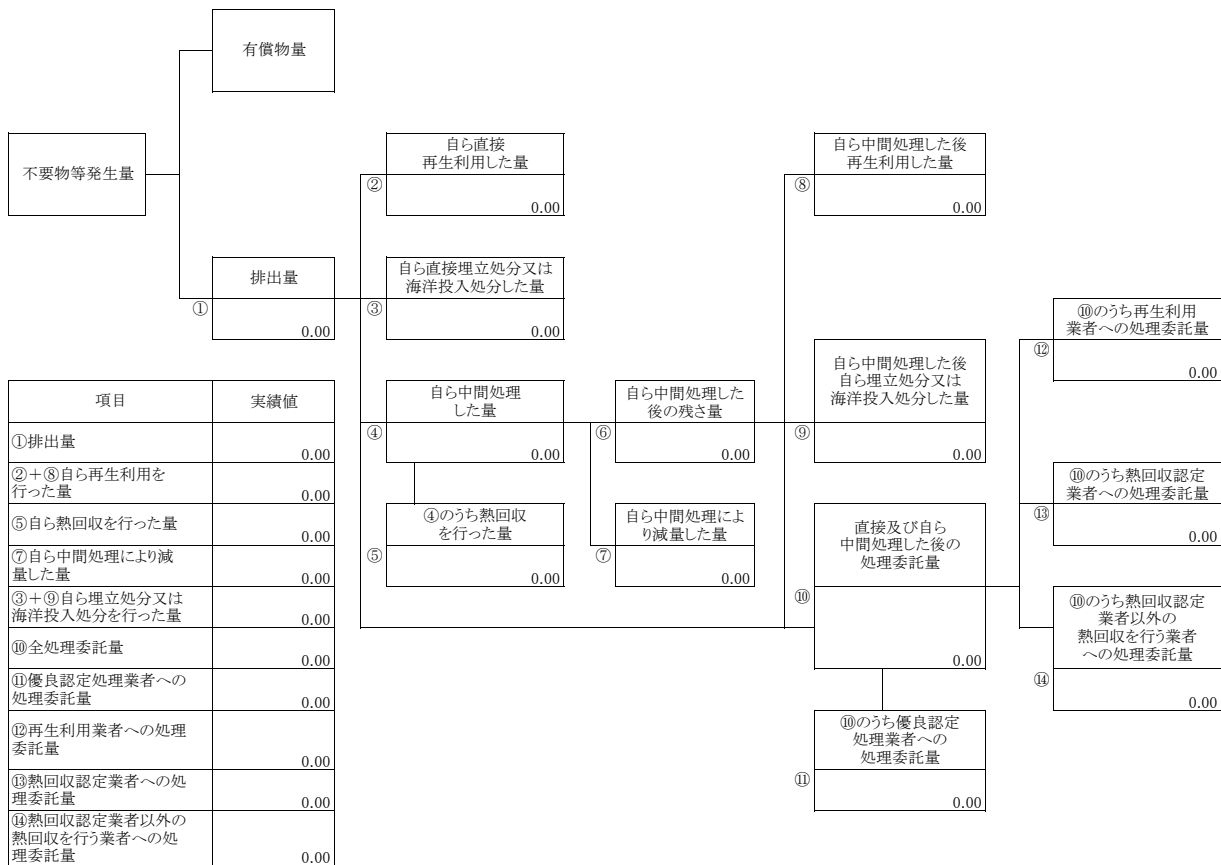 有償物量
不要物等発生量
自ら直接
再生利用した量
②
0.00
自ら中間処理した後
再生利用した量
⑧
0.00
排出量
①
0.00
自ら直接埋立処分又は
海洋投入処分した量
③
0.00
⑩のうち再生利用
業者への処理委託量
⑫
0.00
自ら中間処理
した量
④
0.00
自ら中間処理した
後の残さ量
⑥
0.00
自ら中間処理した後
自ら埋立処分又は
海洋投入処分した量
⑨
0.00
⑩のうち熱回収認定
業者への処理委託量
⑬
0.00
④のうち熱回収
を行った量
⑤
0.00
自ら中間処理によ
り減量した量
⑦
0.00
直接及び自ら
中間処理した後の
処理委託量
⑩
0.00
⑩のうち熱回収認定
業者以外の
熱回収を行う業者
への処理委託量
⑭
0.00
⑩のうち優良認定
処理業者への
処理委託量
⑪
0.00
項目 実績値
①排出量
0.00
②+⑧自ら再生利用を
行った量
0.00
⑤自ら熱回収を行った量
0.00
⑦自ら中間処理により減
量した量
0.00
③+⑨自ら埋立処分又は
海洋投入処分を行った量
0.00
⑩全処理委託量
0.00
⑪優良認定処理業者への
処理委託量
0.00
⑫再生利用業者への処理
委託量
0.00
⑬熱回収認定業者への処
理委託量
0.00
⑭熱回収認定業者以外の
熱回収を行う業者への処
理委託量
0.00